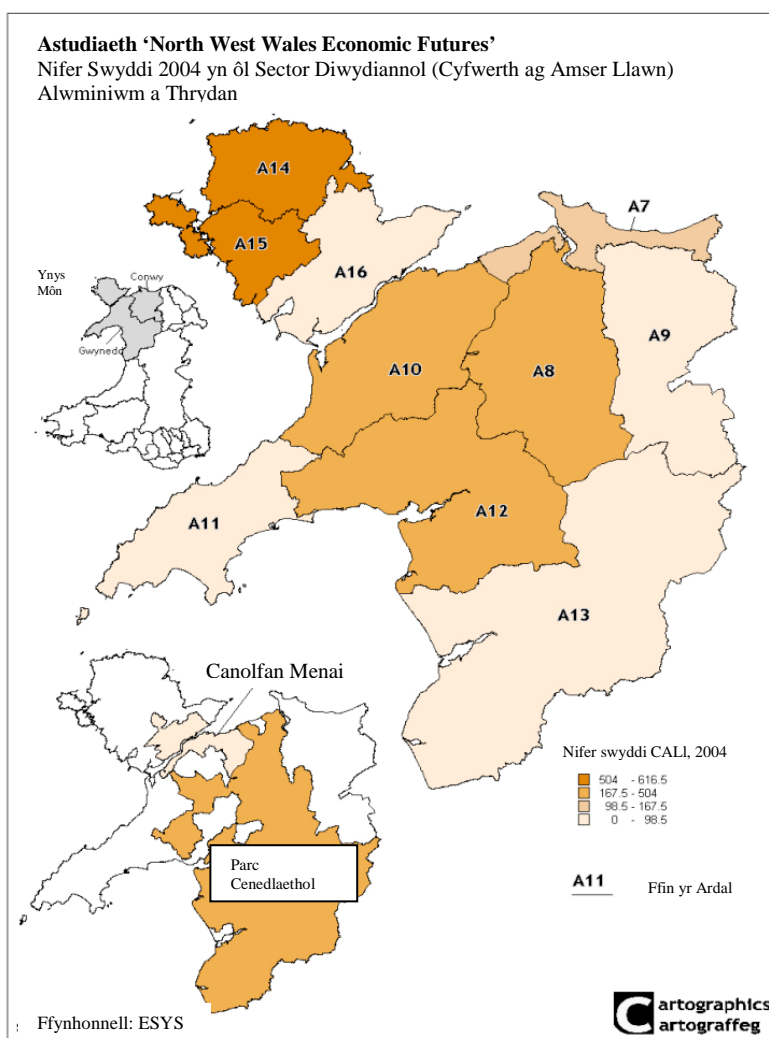 Astudiaeth ‘North West Wales Economic Futures’
Nifer Swyddi 2004 yn ôl Sector Diwydiannol (Cyfwerth ag Amser Llawn)
Alwminiwm a Thrydan
A14
A7
A15
A16
Ynys
Môn
Conwy
Gwynedd
A9
A10
A8
A11
A12
A13
Canolfan Menai
Nifer swyddi CALl, 2004
504 - 616.5
167.5 - 504
98.5 - 167.5
0 - 98.5
Parc
Cenedlaethol
A11
Ffin yr Ardal
Ffynhonnell: ESYS
Cartographics
Cartograffeg